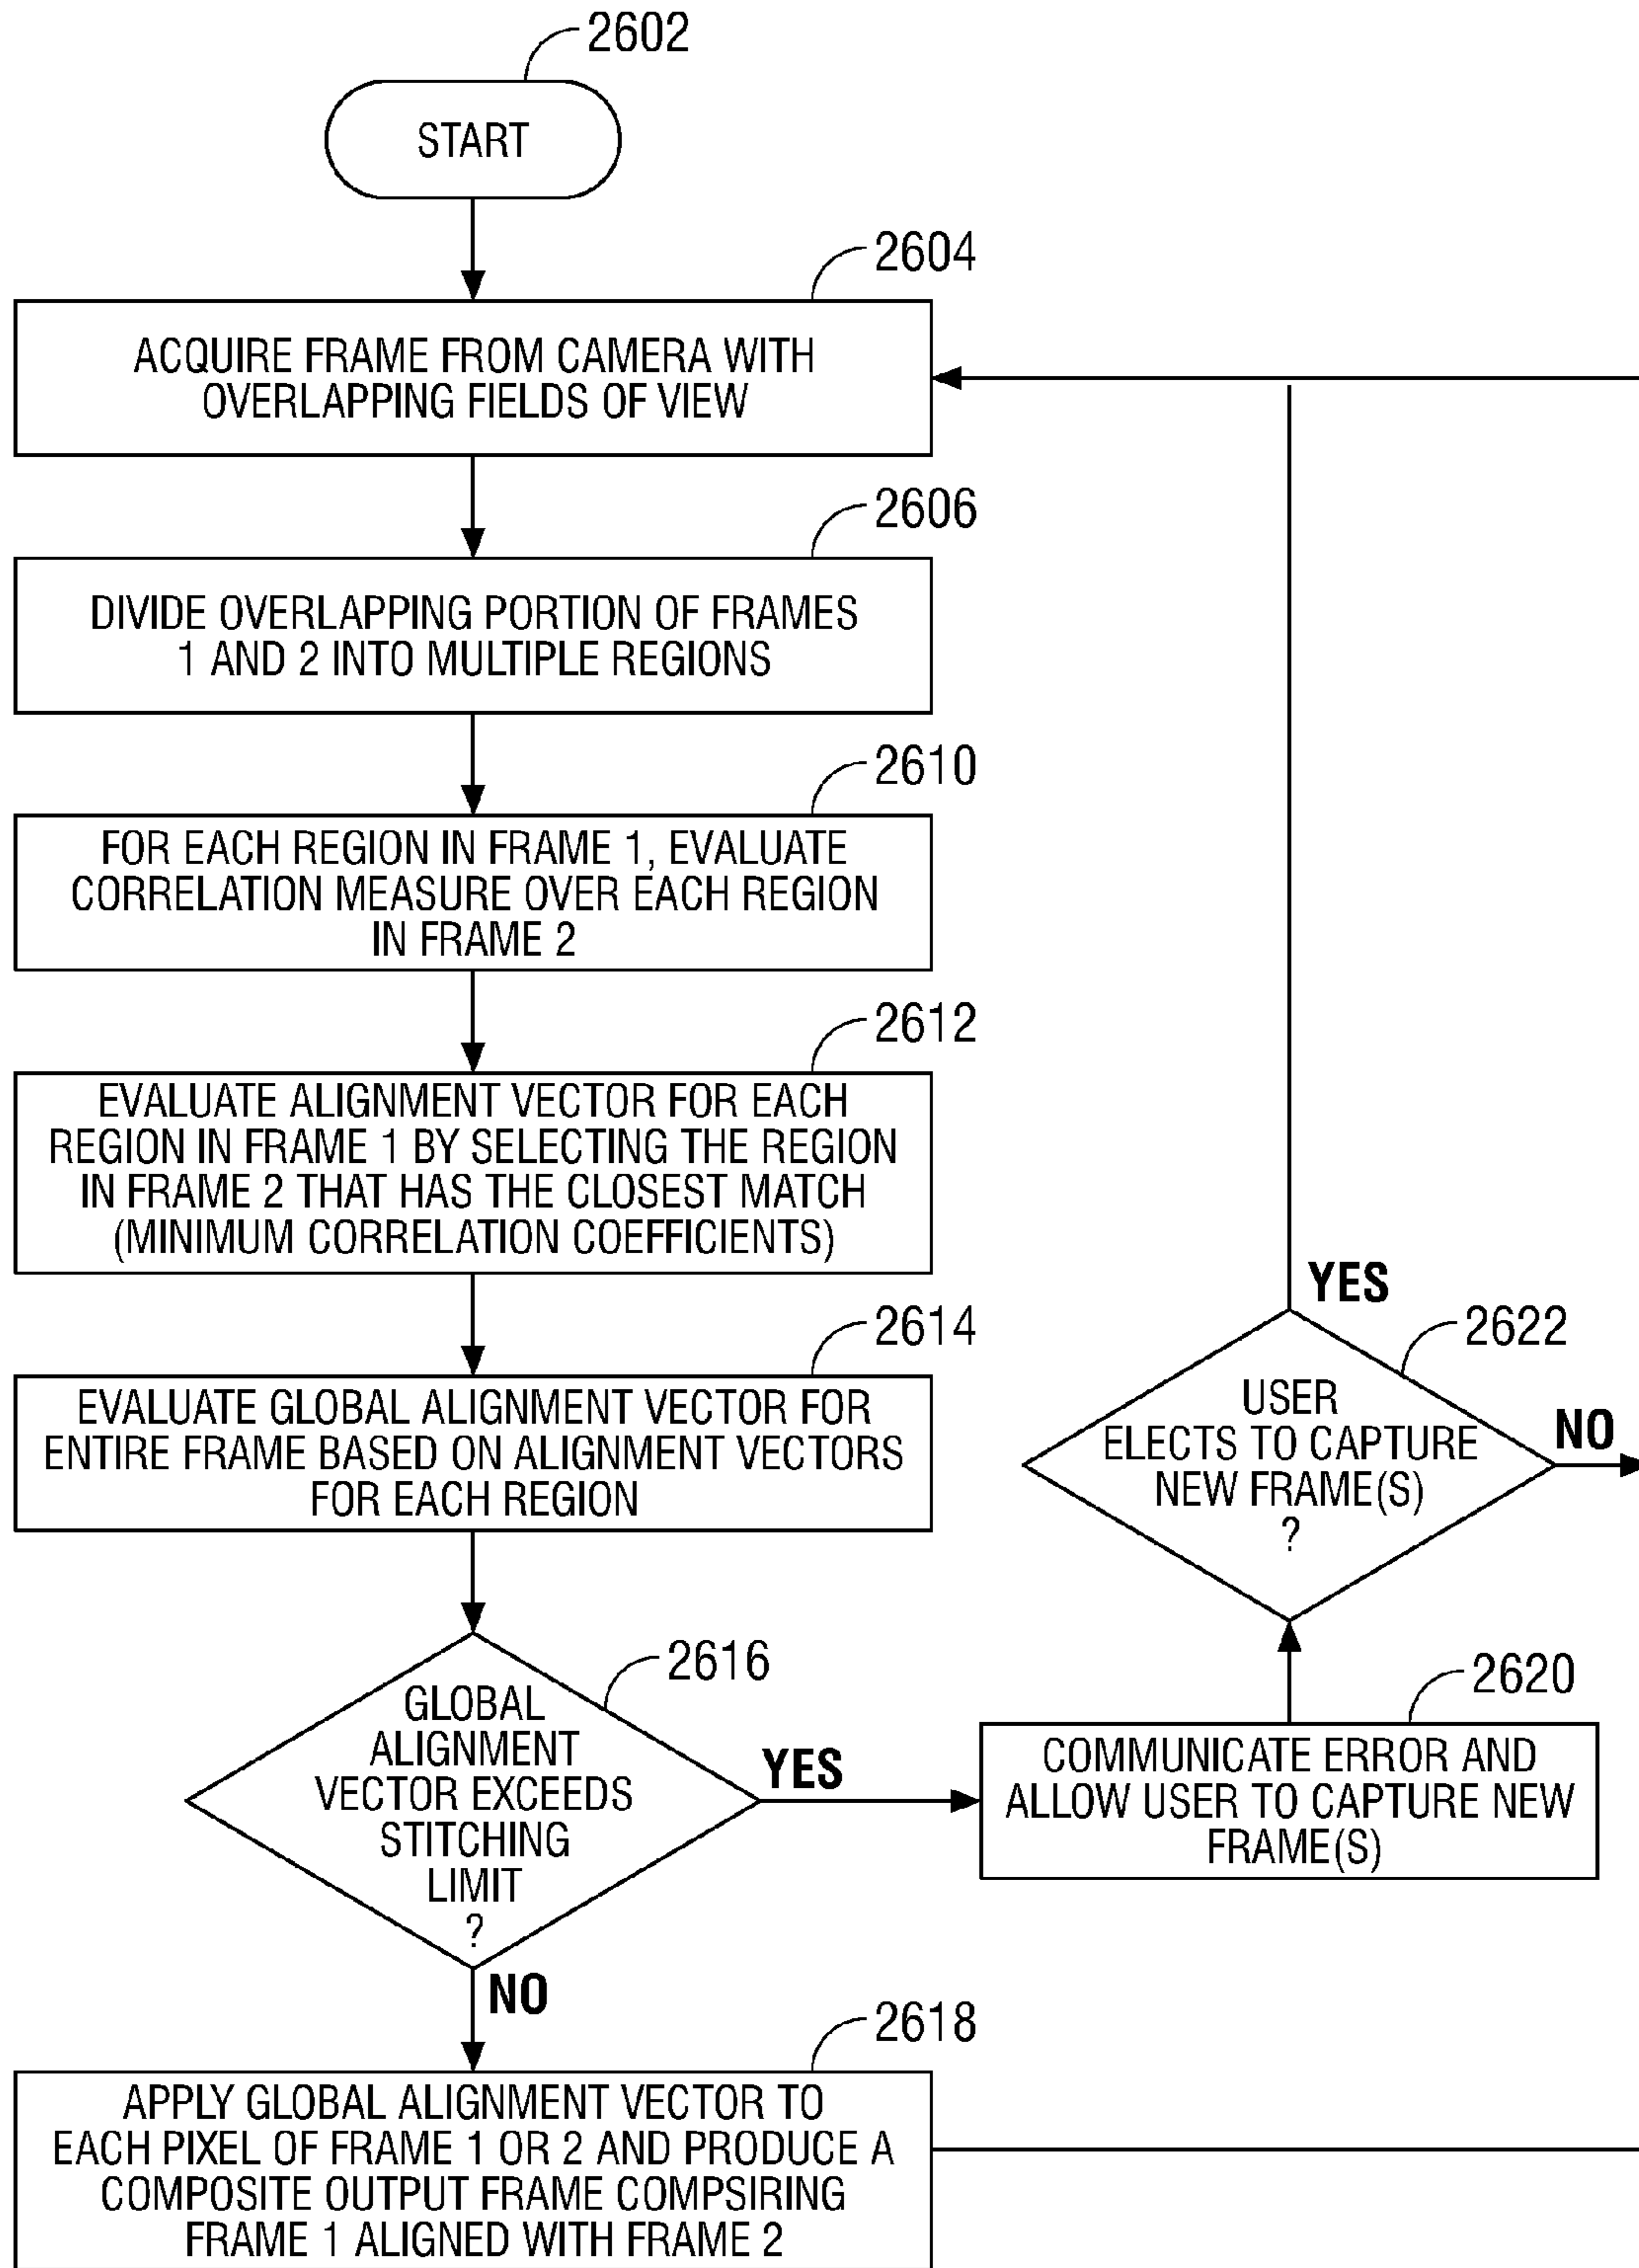 2602
START
2604
ACQUIRE FRAME FROM CAMERA WITH
OVERLAPPING FIELDS OF VIEW
2606
DIVIDE OVERLAPPING PORTION OF FRAMES
1 AND 2 INTO MULTIPLE REGIONS
2610
FOR EACH REGION IN FRAME 1, EVALUATE
CORRELATION MEASURE OVER EACH REGION
IN FRAME 2
2612
EVALUATE ALIGNMENT VECTOR FOR EACH
REGION IN FRAME 1 BY SELECTING THE REGION
IN FRAME 2 THAT HAS THE CLOSEST MATCH
(MINIMUM CORRELATION COEFFICIENTS)
2614
EVALUATE GLOBAL ALIGNMENT VECTOR FOR
ENTIRE FRAME BASED ON ALIGNMENT VECTORS
FOR EACH REGION
2616
GLOBAL
ALIGNMENT
VECTOR EXCEEDS
STITCHING
LIMIT
?
YES
NO
2620
COMMUNICATE ERROR AND
ALLOW USER TO CAPTURE NEW
FRAME(S)
2622
USER
ELECTS TO CAPTURE
NEW FRAME(S)
?
YES
NO
2618
APPLY GLOBAL ALIGNMENT VECTOR TO
EACH PIXEL OF FRAME 1 OR 2 AND PRODUCE A
COMPOSITE OUTPUT FRAME COMPSIRING
FRAME 1 ALIGNED WITH FRAME 2